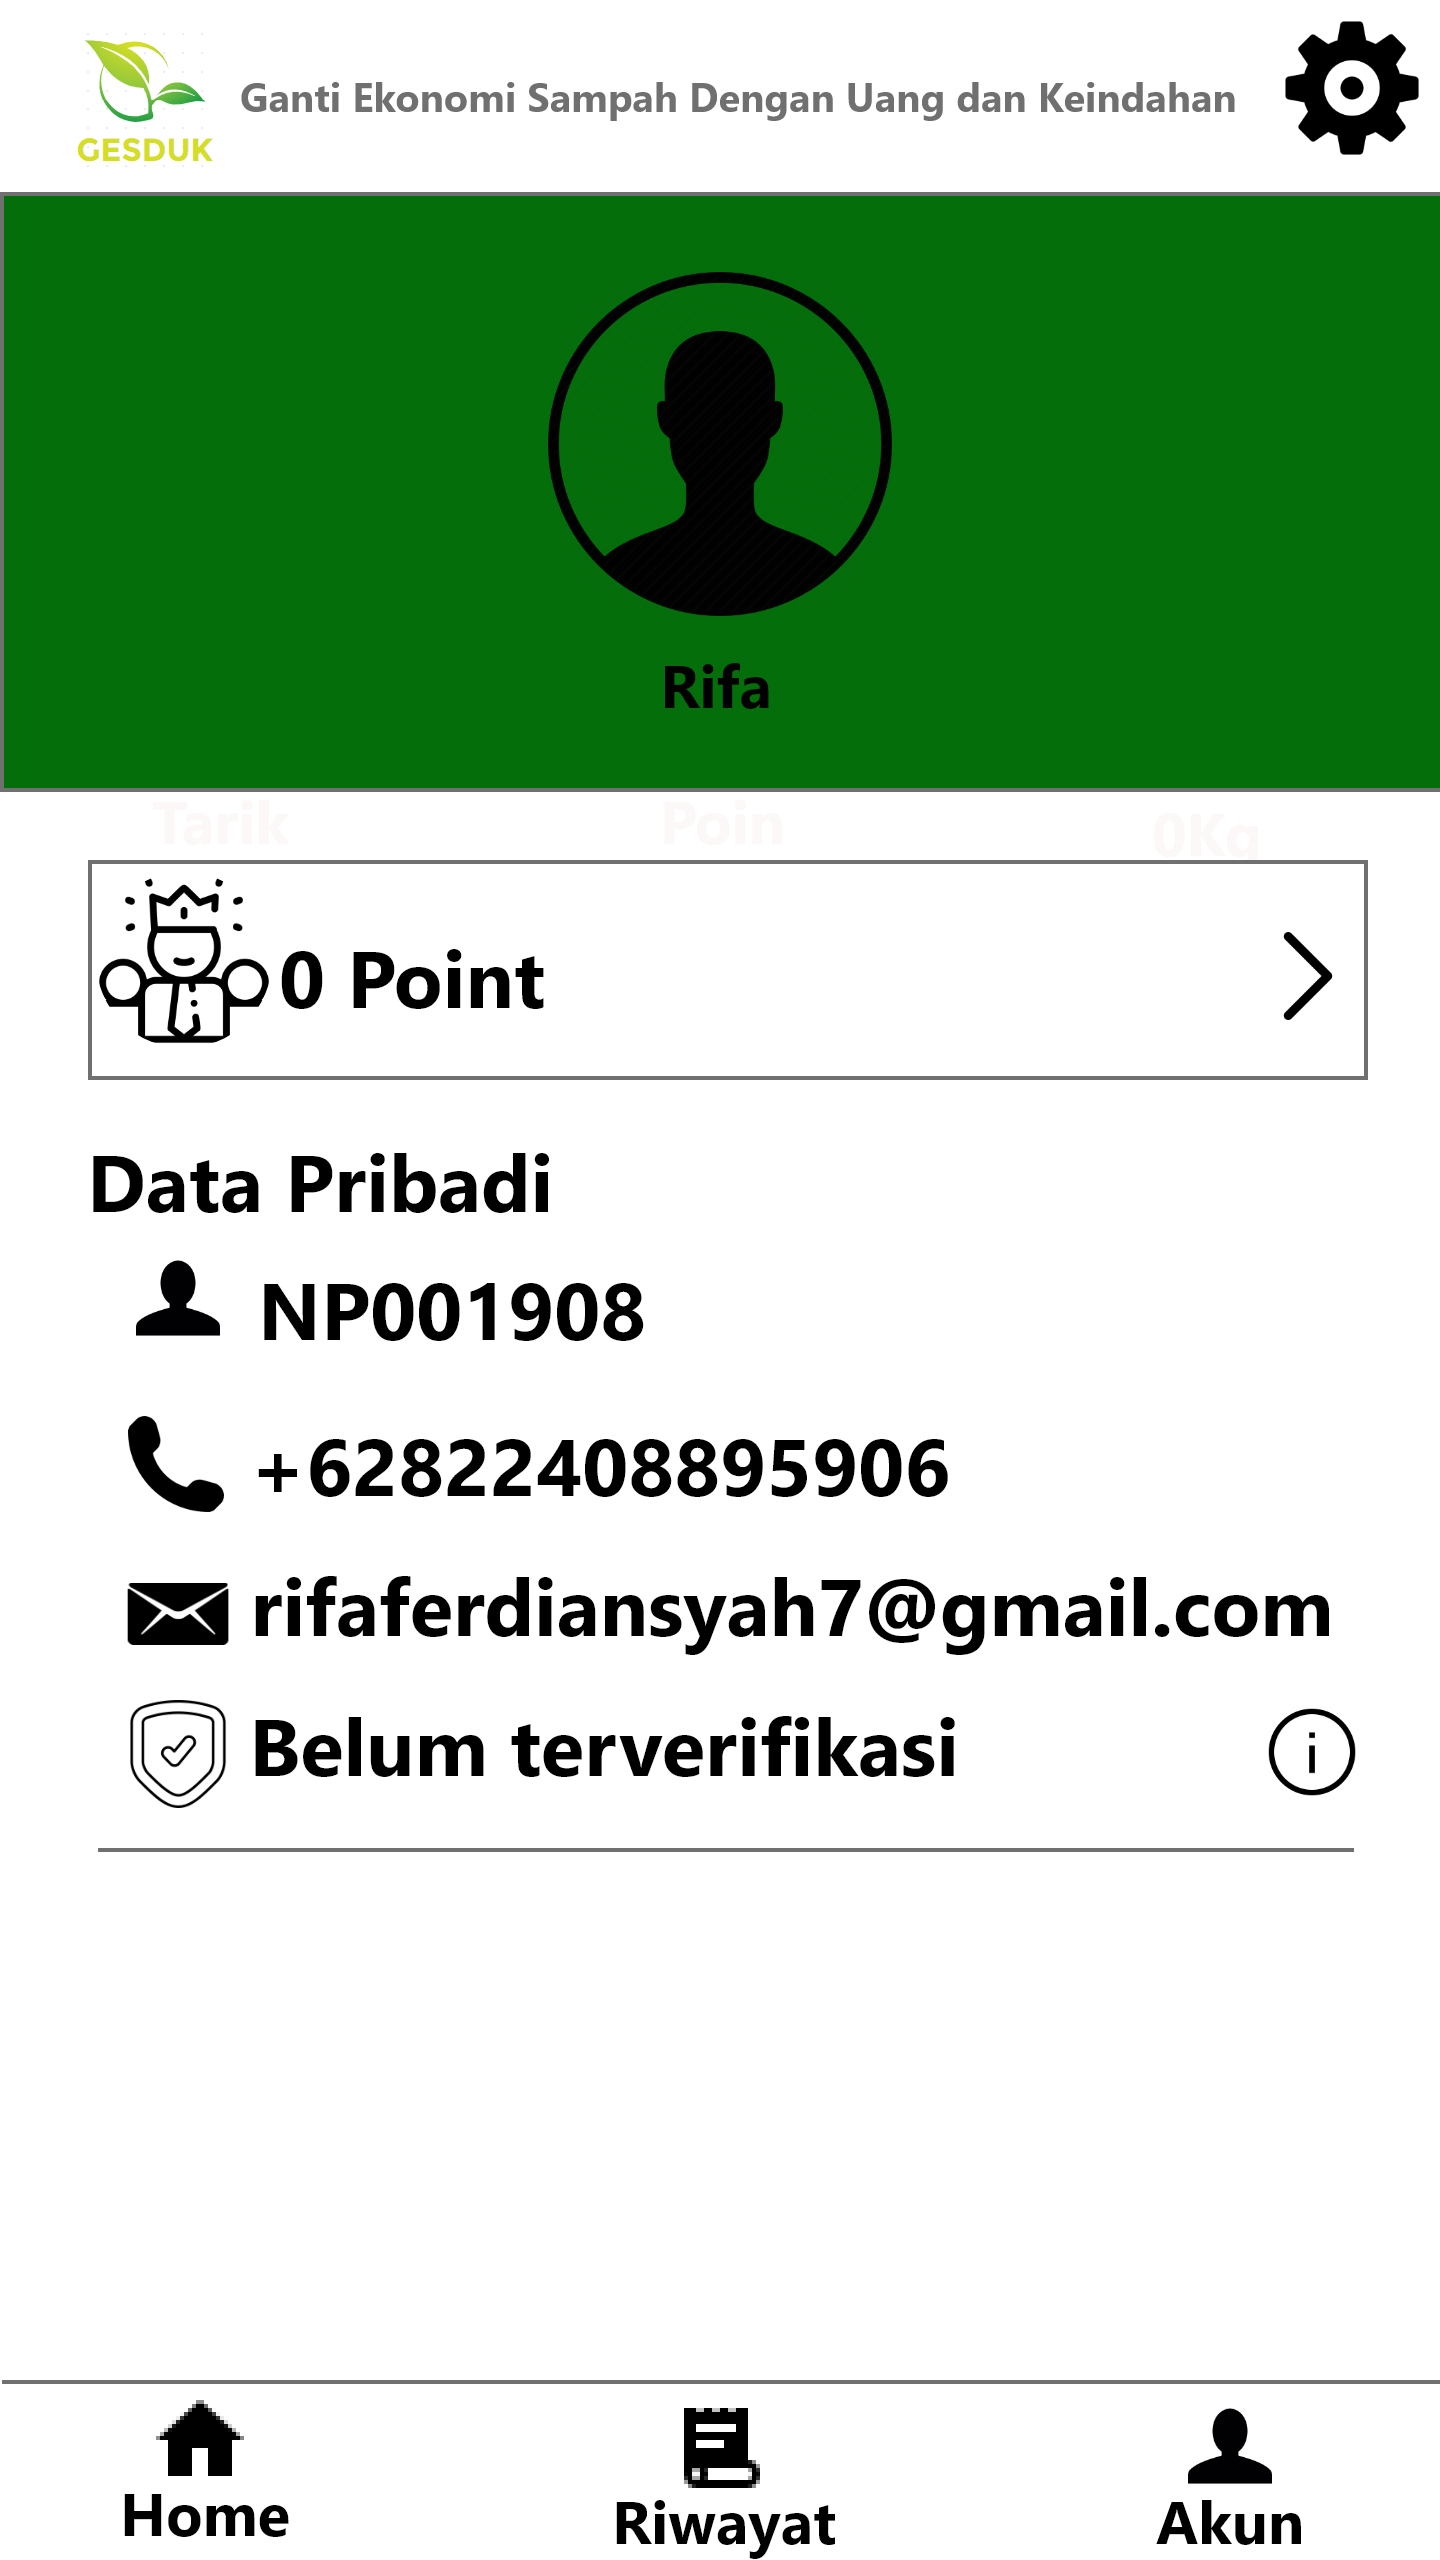 GESDUK
Ganti Ekonomi Sampah Dengan Uang dan Keindahan
Rifa
Tarik
Poin
0Kg
0 Point
Data Pribadi
NP001908
+62822408895906
rifaferdiansyah7@gmail.com
Belum terverifikasi
Home
Riwayat
Akun